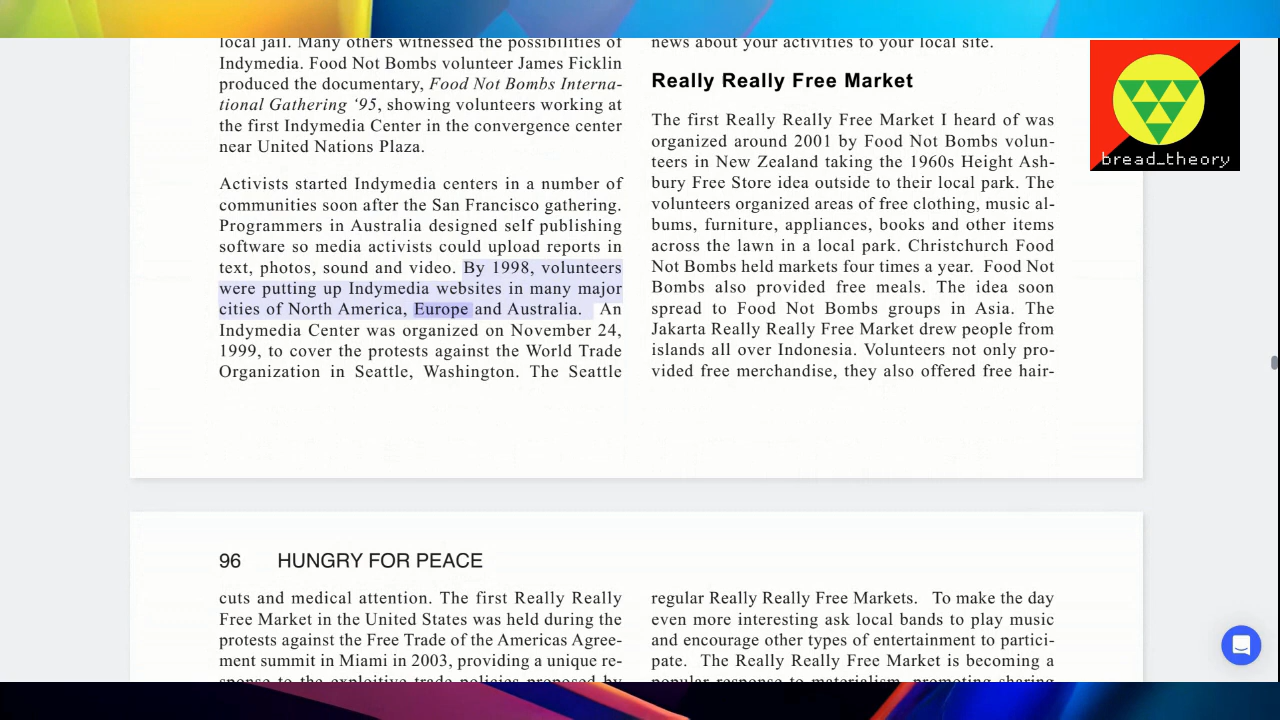 local jail. Many others witnessed the possibilities of
Indymedia. Food Not Bombs volunteer James Ficklin
produced the documentary, Food Not Bombs Interna-
tional Gathering ‘95, showing volunteers working at
the first Indymedia Center in the convergence center
near United Nations Plaza.
Activists started Indymedia centers in a number of
communities soon after the San Francisco gathering.
Programmers in Australia designed self publishing
software so media activists could upload reports in
text, photos, sound and video. By 1998, volunteers
were putting up Indymedia websites in many major
cities of North America, Europe and Australia. An
Indymedia Center was organized on November 24,
1999, to cover the protests against the World Trade
Organization in Seattle, Washington. The Seattle
news about your activities to your local site.
Really Really Free Market
The first Really Really Free Market I heard of was
organized around 2001 by Food Not Bombs volun-
teers in New Zealand taking the 1960s Height Ash-
bury Free Store idea outside to their local park. The
volunteers organized areas of free clothing, music al-
bums, furniture, appliances, books and other items
across the lawn in a local park. Christchurch Food
Not Bombs held markets four times a year. Food Not
Bombs also provided free meals. The idea soon
spread to Food Not Bombs groups in Asia. The
Jakarta Really Really Free Market drew people from
islands all over Indonesia. Volunteers not only pro-
vided free merchandise, they also offered free hair-
bread_theory
96 HUNGRY FOR PEACE
cuts and medical attention. The first Really Really
Free Market in the United States was held during the
protests against the Free Trade of the Americas Agree-
ment summit in Miami in 2003, providing a unique re-
sponse to the exploitive trade policies proposed by
regular Really Really Free Markets. To make the day
even more interesting ask local bands to play music
and encourage other types of entertainment to partici-
pate. The Really Really Free Market is becoming a
popular response to materialism, promoting sharing